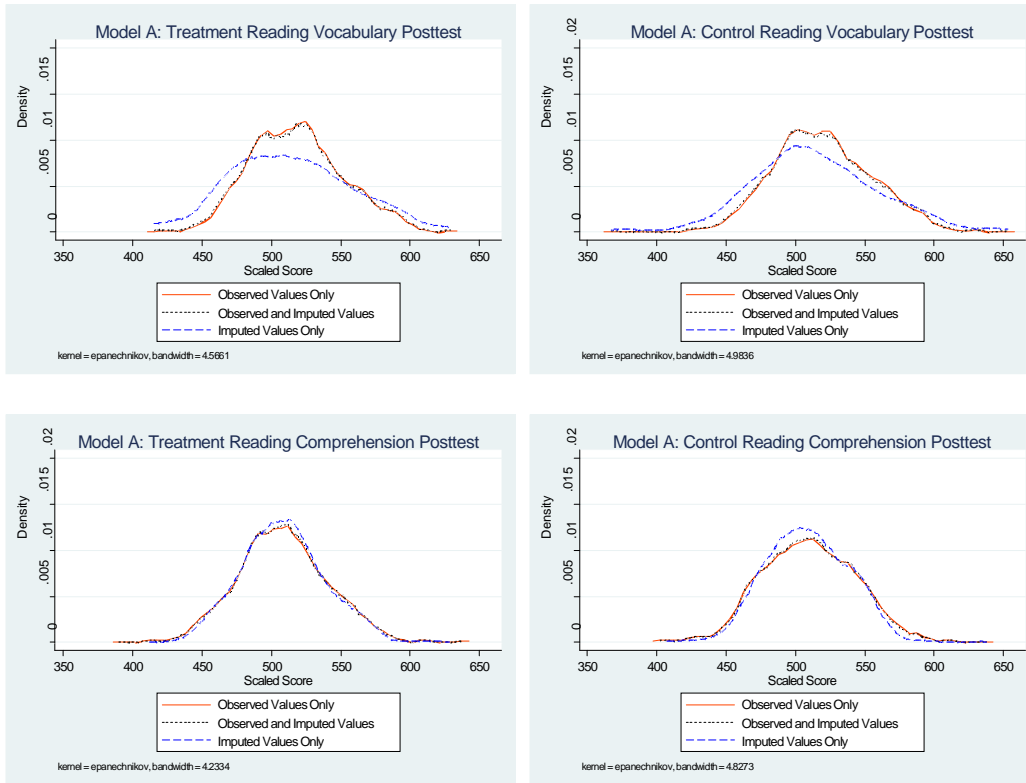 Model A: Treatment Reading Vocabulary Posttest
Density
0 .005 .01 .015
350 400 450 500 550 600 650
Scaled Score
Observed Values Only
Observed and Imputed Values
Imputed Values Only
kernel = epanechnikov, bandwidth = 4.5661
Model A: Control Reading Vocabulary Posttest
Density
0 .005 .01 .015 .02
350 400 450 500 550 600 650
Scaled Score
Observed Values Only
Observed and Imputed Values
Imputed Values Only
kernel = epanechnikov, bandwidth = 4.9836
Model A: Treatment Reading Comprehension Posttest
Density
0 .005 .01 .015 .02
350 400 450 500 550 600 650
Scaled Score
Observed Values Only
Observed and Imputed Values
Imputed Values Only
kernel = epanechnikov, bandwidth = 4.2334
Model A: Control Reading Comprehension Posttest
Density
0 .005 .01 .015 .02
350 400 450 500 550 600 650
Scaled Score
Observed Values Only
Observed and Imputed Values
Imputed Values Only
kernel = epanechnikov, bandwidth = 4.8273